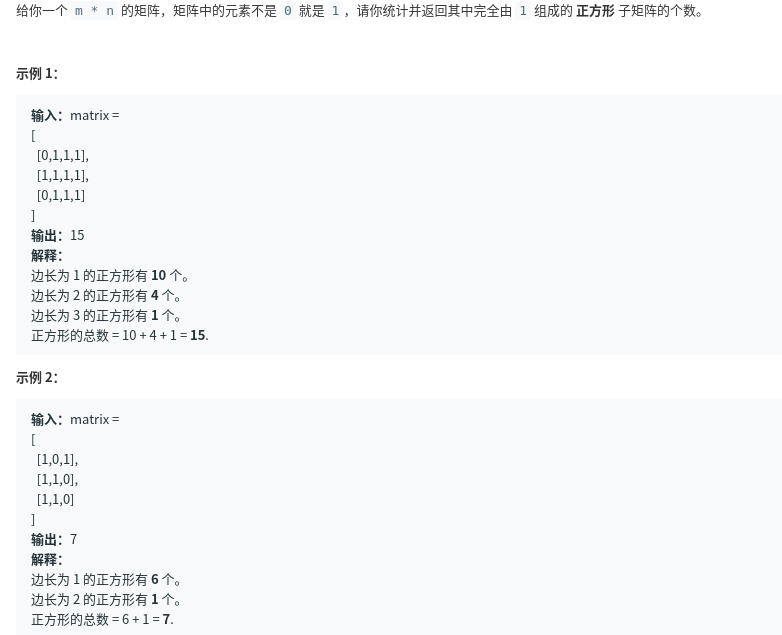 给你一个 m * n 的矩阵，矩阵中的元素不是 0 就是 1，请你统计并返回其中完全由 1 组成的 正方形 子矩阵的个数。
示例 1：
输入：matrix =
[
[0,1,1,1],
[1,1,1,1],
[0,1,1,1]
]
输出：15
解释：
边长为 1 的正方形有 10 个。
边长为 2 的正方形有 4 个。
边长为 3 的正方形有 1 个。
正方形的总数 = 10 + 4 + 1 = 15.
示例 2：
输入：matrix =
[
[1,0,1],
[1,1,0],
[1,1,0]
]
输出：7
解释：
边长为 1 的正方形有 6 个。
边长为 2 的正方形有 1 个。
正方形的总数 = 6 + 1 = 7.